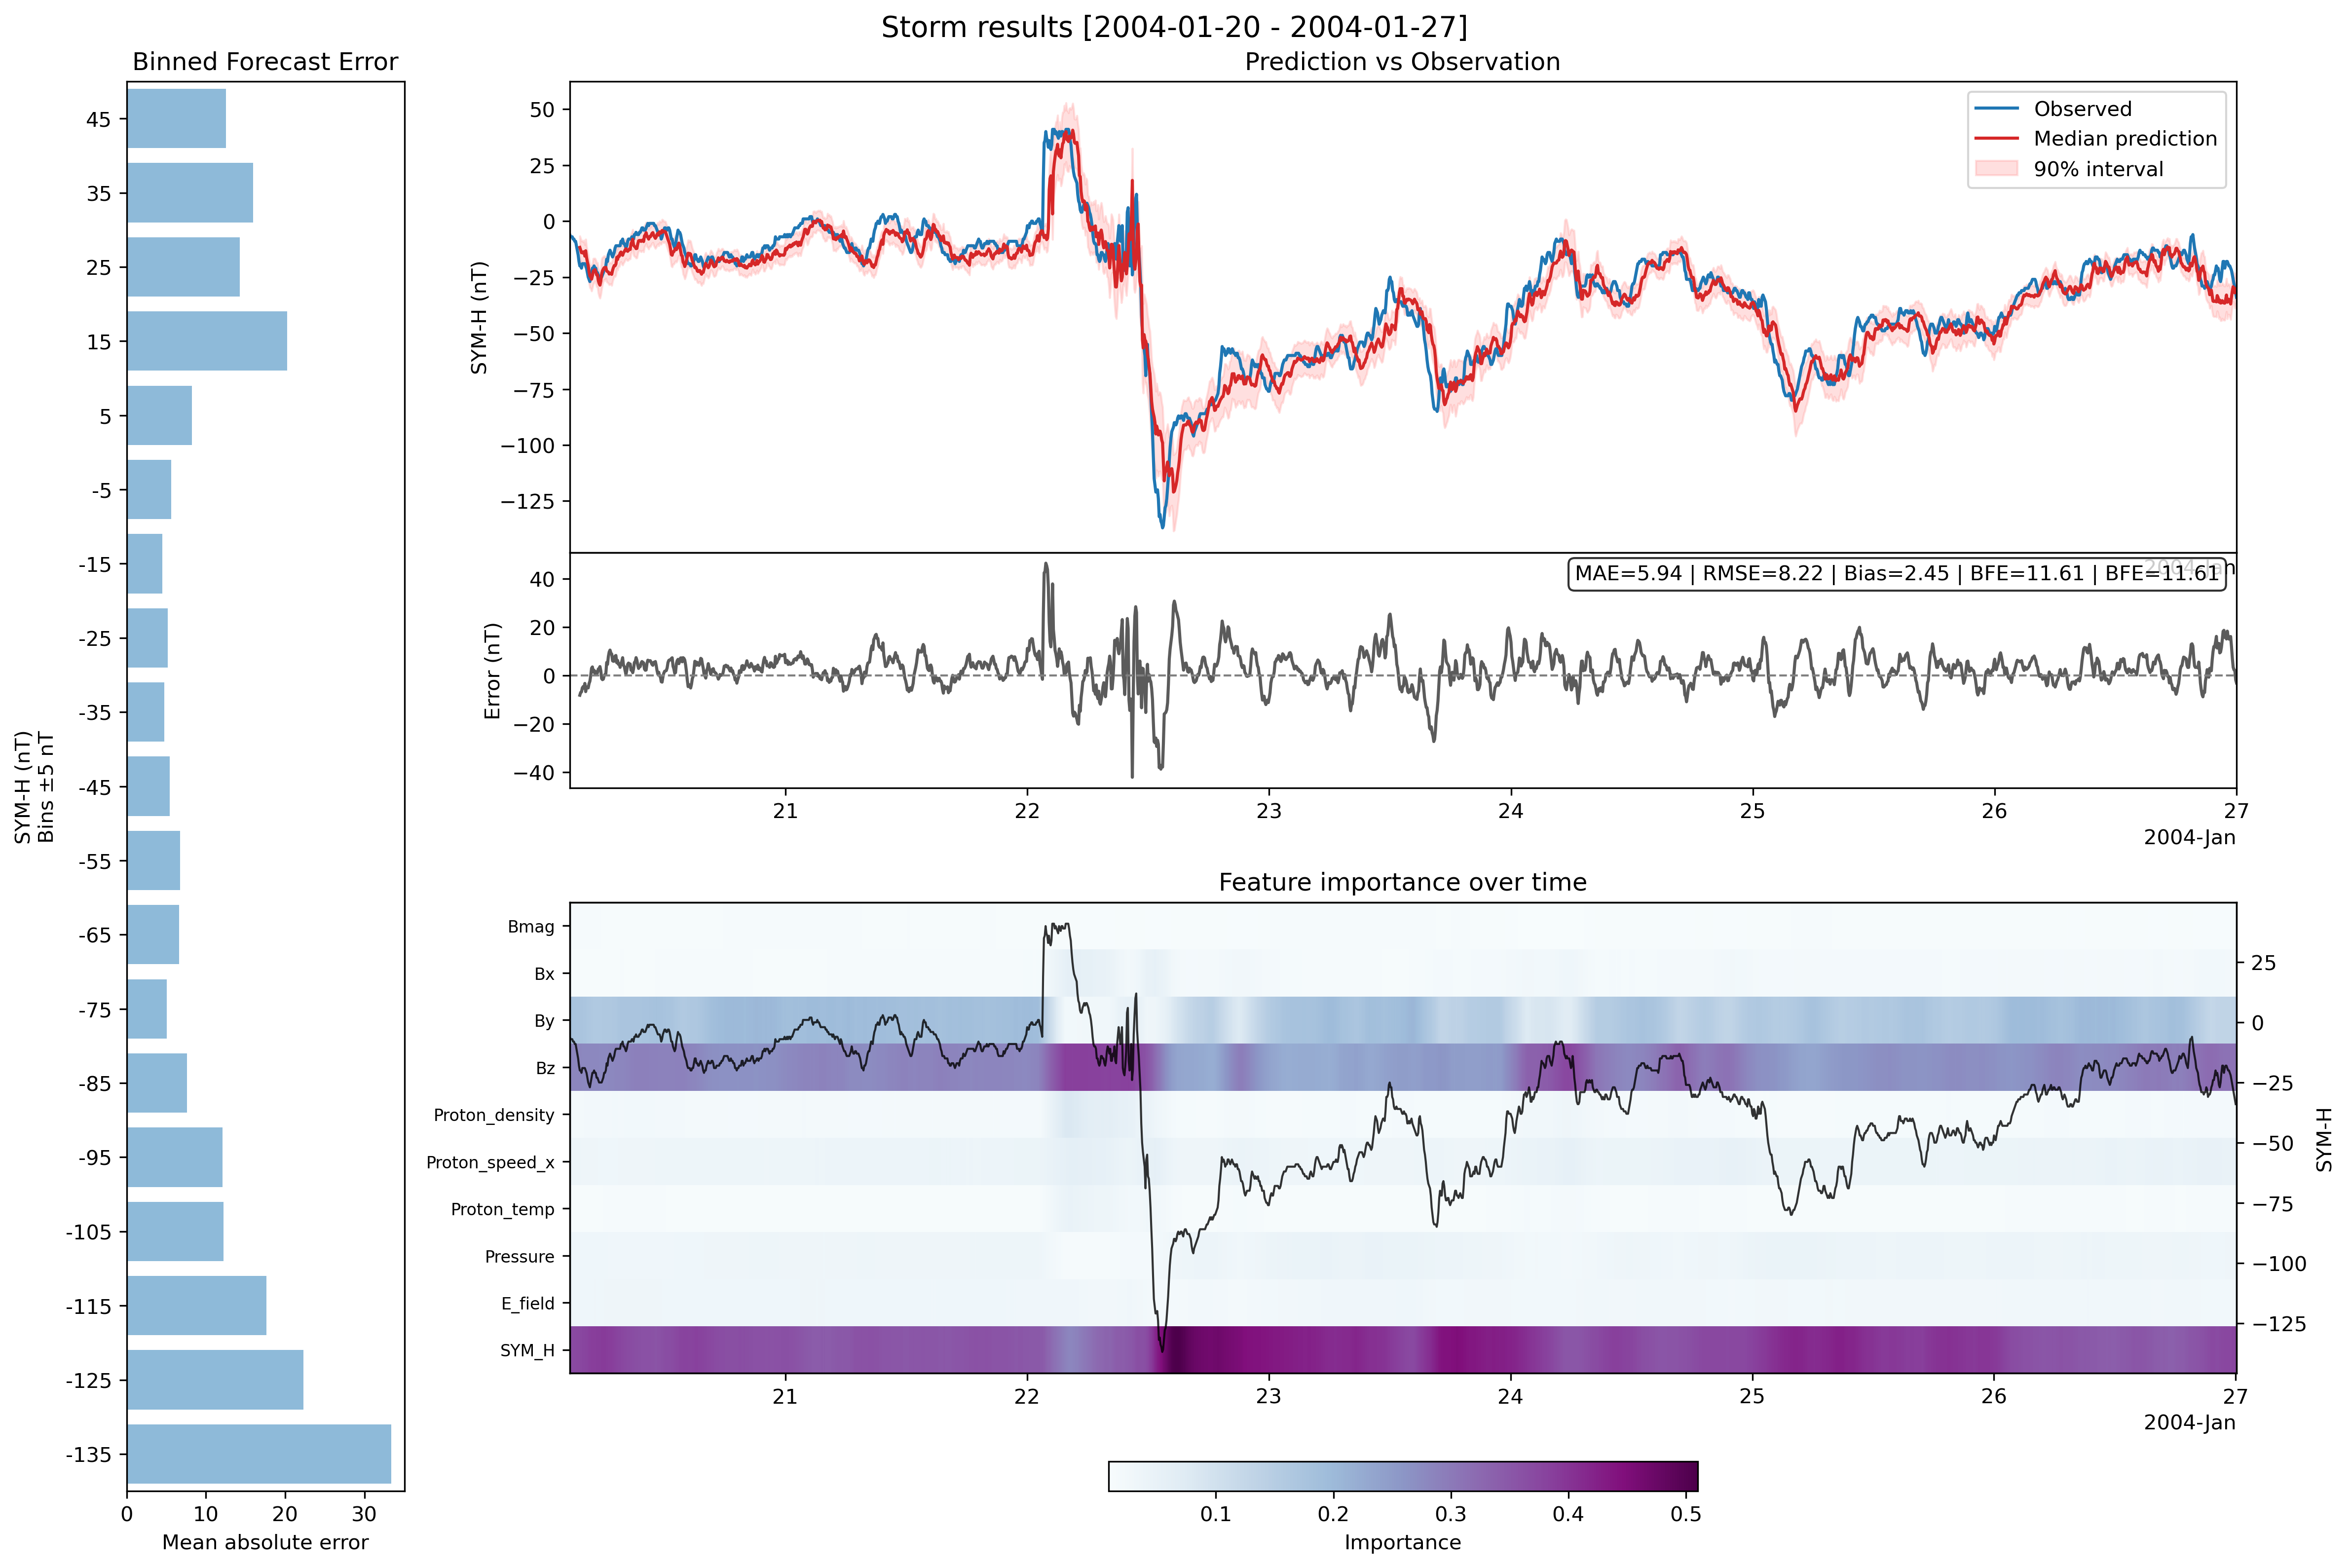 Storm results [2004-01-20 - 2004-01-27]
Binned Forecast Error
45
35
25
15
5
-5
-15
-25
-35
-45
-55
-65
-75
-85
-95
-105
-115
-125
-135
SYM-H (nT)
Bins ±5 nT
0 10 20 30
Mean absolute error
Prediction vs Observation
50
25
0
−25
−50
−75
−100
−125
SYM-H (nT)
Observed
Median prediction
90% interval
2004-Jan
MAE=5.94 | RMSE=8.22 | Bias=2.45 | BFE=11.61 | BFE=11.61
40
20
0
−20
−40
Error (nT)
21 22 23 24 25 26 27
2004-Jan
Feature importance over time
Bmag
Bx
By
Bz
Proton_density
Proton_speed_x
Proton_temp
Pressure
E_field
SYM_H
25
0
−25
−50
−75
−100
−125
SYM-H
21 22 23 24 25 26 27
2004-Jan
0.1 0.2 0.3 0.4 0.5
Importance